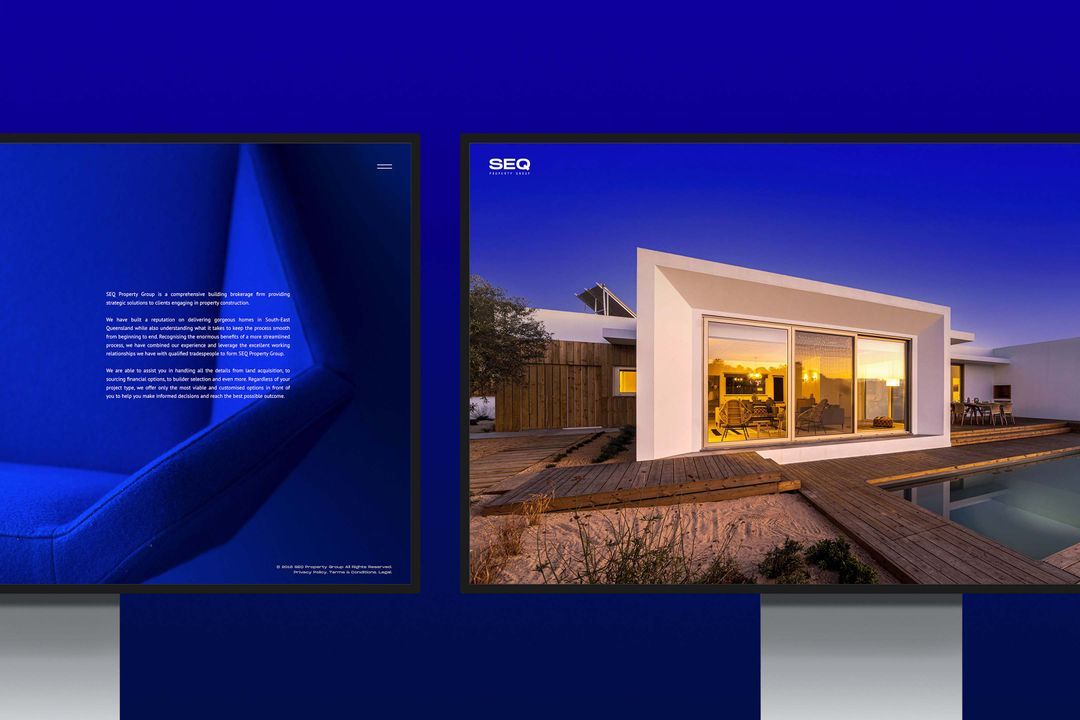 SEQ Property Group is a comprehensive building brokerage firm providing
strategic solutions to clients engaging in property construction.
We have built a reputation on delivering gorgeous homes in South-East
Queensland while also understanding what it takes to keep the process smooth
from beginning to end. Recognising the enormous benefits of a more streamlined
process, we have combined our experience and leverage the excellent working
relationships we have with qualified tradespeople to form SEQ Property Group.
We are able to assist you in handling all the details from land acquisition, to
sourcing financial options, to builder selection and even more. Regardless of your
project type, we offer only the most viable and customised options in front of
you to help you make informed decisions and reach the best possible outcome.
© 2018 SEQ Property Group All Rights Reserved.
Privacy Policy. Terms & Conditions. Legal.
SEQ
PROPERTY GROUP